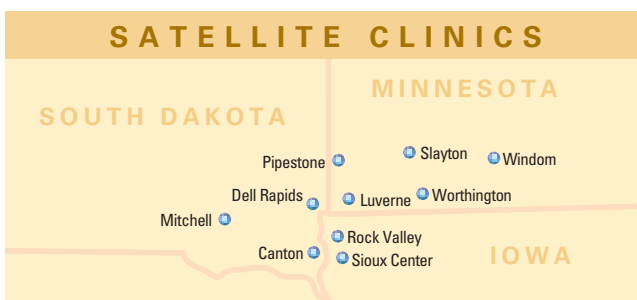 SATELLITE CLINICS
MINNESOTA
SOUTH DAKOTA
Slayton
Pipestone
Windom
Dell Rapids
Luverne
Worthington
Mitchell
Rock Valley
Canton
Sioux Center
IOWA